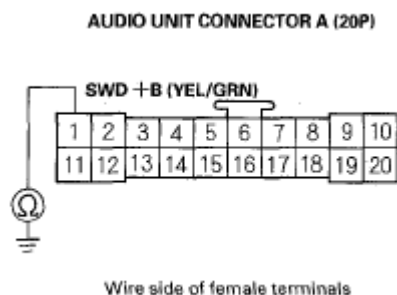 AUDIO UNIT CONNECTOR A (20P)
SWD +B (YEL/GRN)
1 2 3 4 5 6 7 8 9 10
11 12 13 14 15 16 17 18 19 20
Ω
Wire side of female terminals